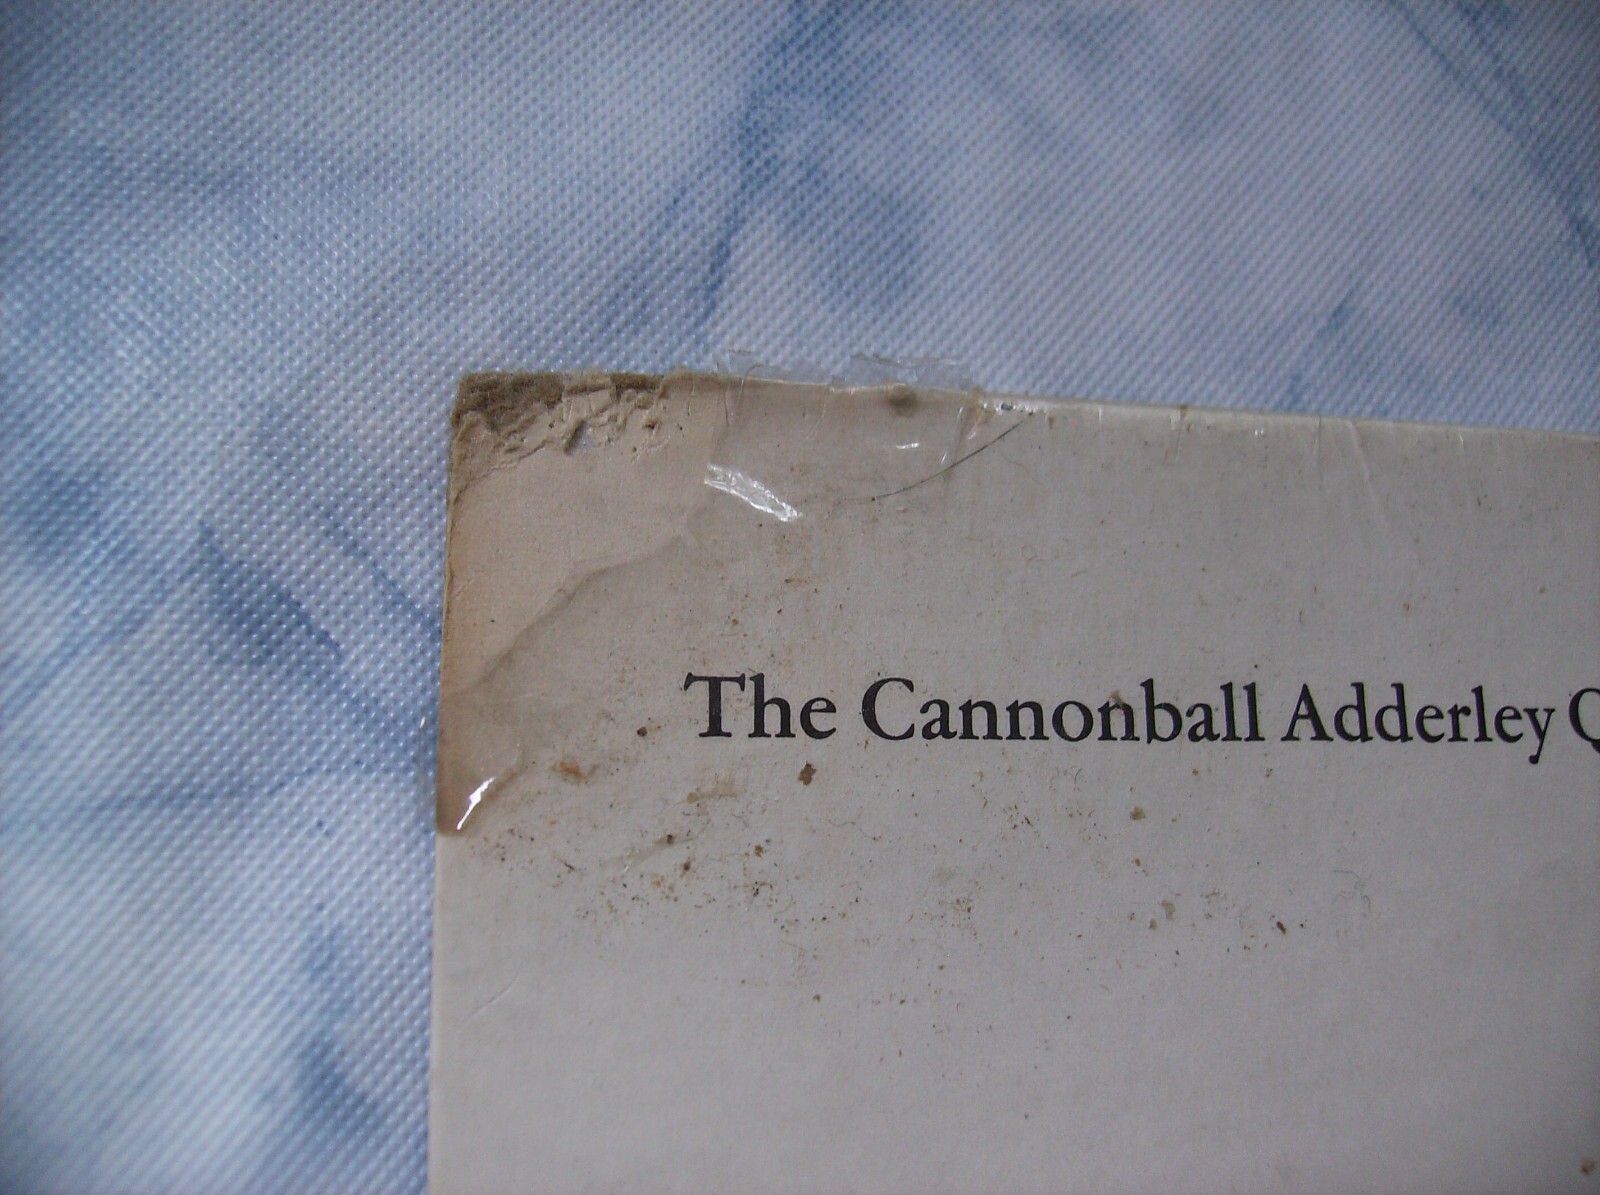 The Cannonball Adderley